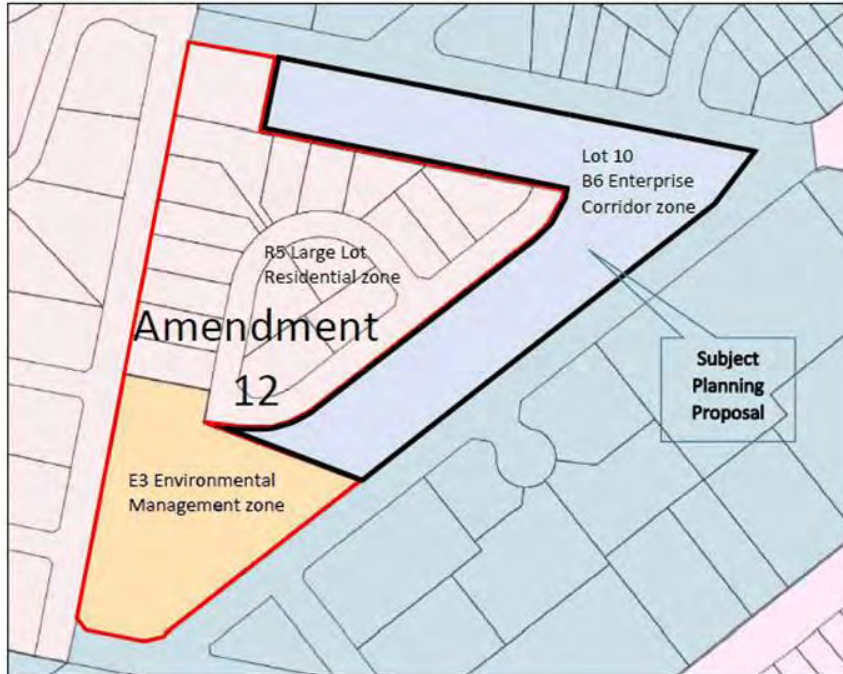 Lot 10
B6 Enterprise
Corridor zone
R5 Large Lot
Residential zone
Amendment
12
Subject
Planning
Proposal
E3 Environmental
Management zone